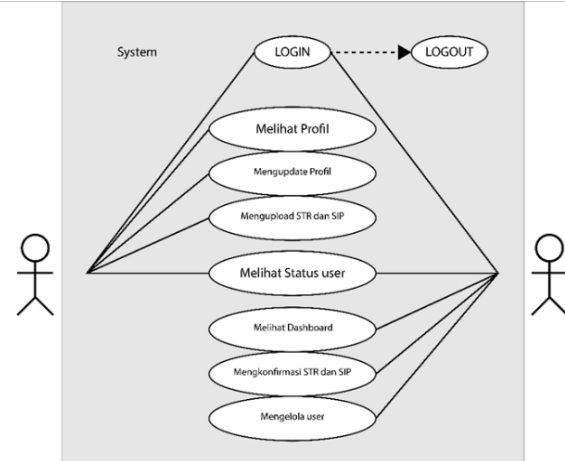 System
LOGIN
LOGOUT
Melihat Profil
Mengupdate Profil
Mengupload STR dan SIP
Melihat Status user
Melihat Dashboard
Mengkonfirmasi STR dan SIP
Mengelola user